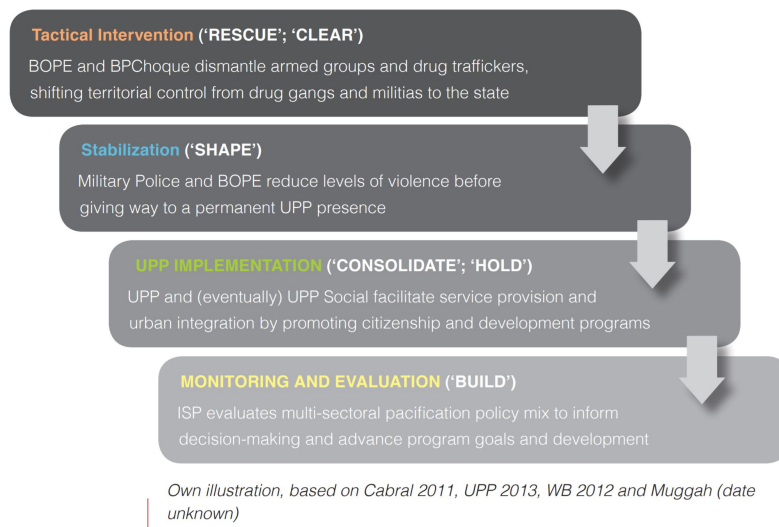 Tactical Intervention (‘RESCUE’; ‘CLEAR’)
BOPE and BPChoque dismantle armed groups and drug traffickers,
shifting territorial control from drug gangs and militias to the state
Stabilization (‘SHAPE’)
Military Police and BOPE reduce levels of violence before
giving way to a permanent UPP presence
UPP IMPLEMENTATION (‘CONSOLIDATE’; ‘HOLD’)
UPP and (eventually) UPP Social facilitate service provision and
urban integration by promoting citizenship and development programs
MONITORING AND EVALUATION (‘BUILD’)
ISP evaluates multi-sectoral pacification policy mix to inform
decision-making and advance program goals and development
Own illustration, based on Cabral 2011, UPP 2013, WB 2012 and Muggah (date
unknown)